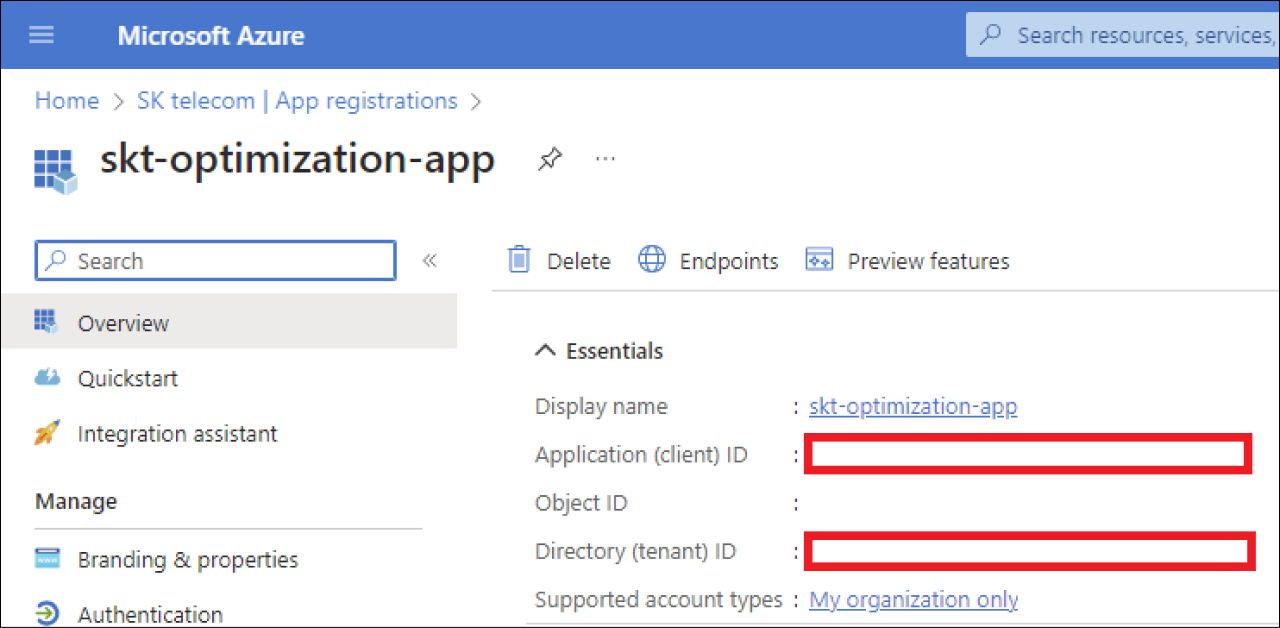 Microsoft Azure
Search resources, services,
Home > SK telecom | App registrations >
skt-optimization-app
...
Search
«
Delete
Endpoints
Preview features
Overview
Quickstart
Integration assistant
Manage
Branding & properties
Authentication
Essentials
Display name : skt-optimization-app
Application (client) ID :
Object ID :
Directory (tenant) ID :
Supported account types : My organization only